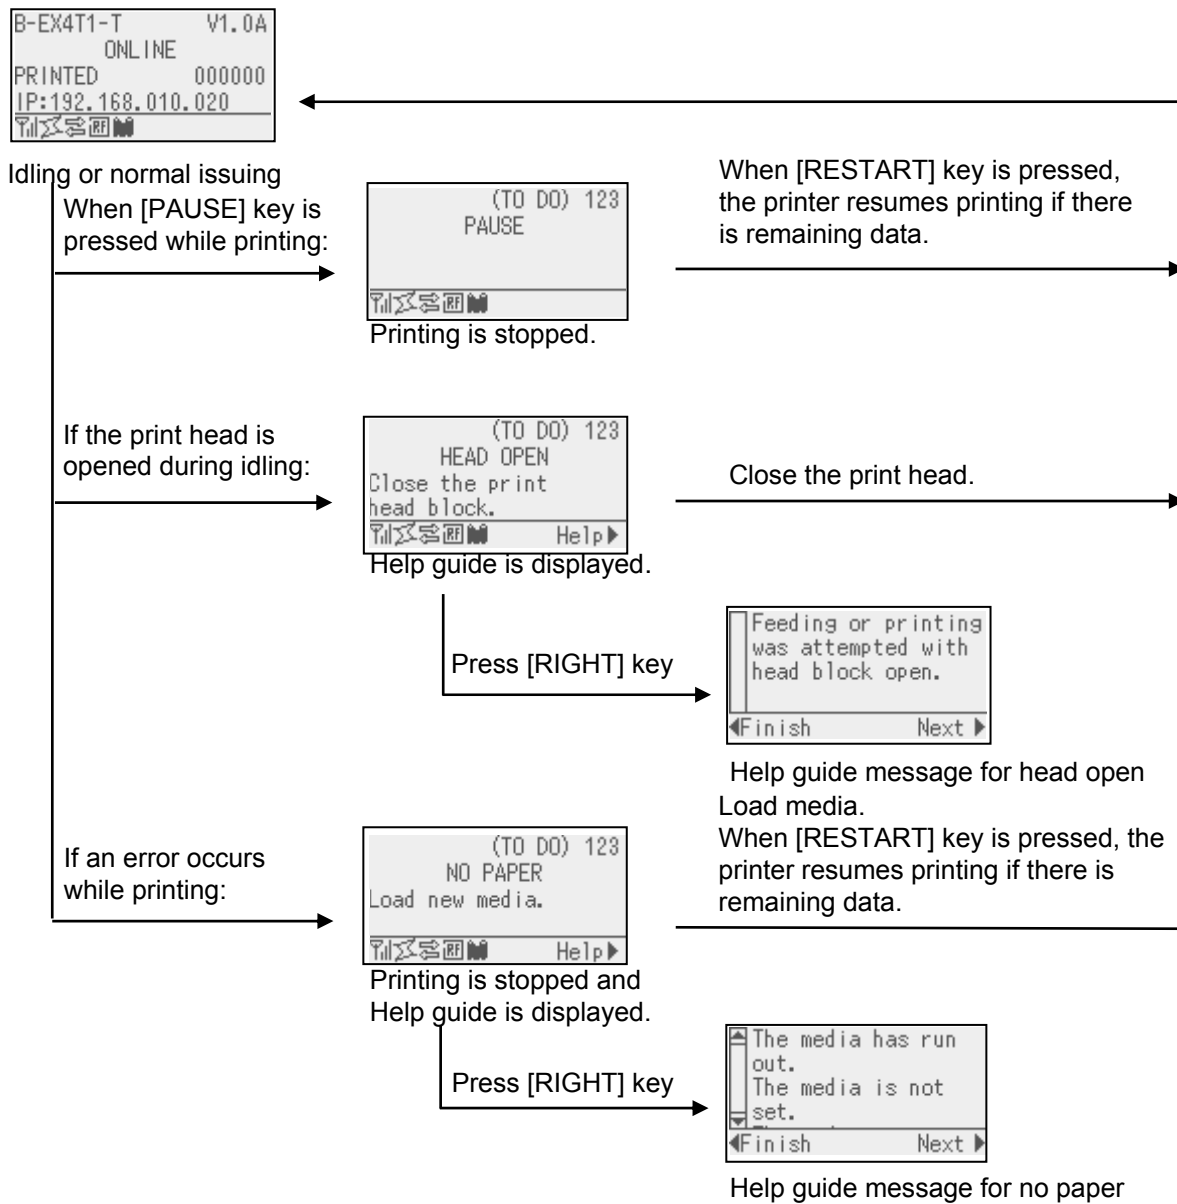 B-EX4T1-T V1.0A
ONLINE
PRINTED 000000
IP:192.168.010.020
RF
Idling or normal issuing
When [PAUSE] key is
pressed while printing:
(TO DO) 123
PAUSE
RF
Printing is stopped.
When [RESTART] key is pressed,
the printer resumes printing if there
is remaining data.
If the print head is
opened during idling:
(TO DO) 123
HEAD OPEN
Close the print
head block.
RF Help
Help guide is displayed.
Close the print head.
Press [RIGHT] key
Feeding or printing
was attempted with
head block open.
Finish Next
Help guide message for head open
If an error occurs
while printing:
(TO DO) 123
NO PAPER
Load new media.
RF Help
Printing is stopped and
Help guide is displayed.
Load media.
When [RESTART] key is pressed, the
printer resumes printing if there is
remaining data.
Press [RIGHT] key
The media has run
out.
The media is not
set.
Finish Next
Help guide message for no paper